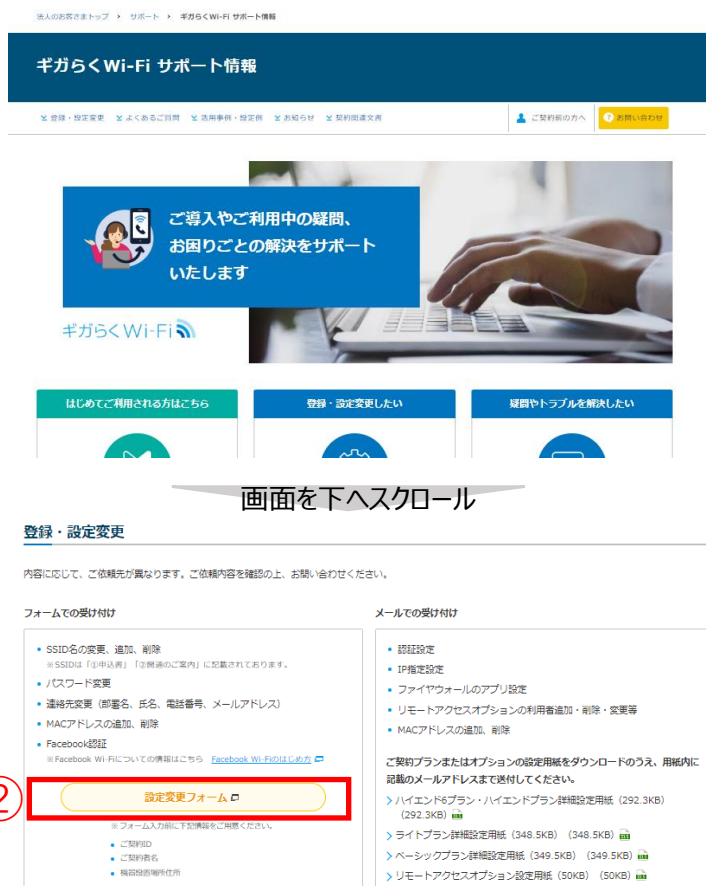 法人のお客さまトップ › サポート › ギガらくWi-Fi サポート情報
ギガらくWi-Fi サポート情報
登録・設定変更 よくあるご質問 活用事例・設定例 お知らせ 契約関連文書 ご契約前の方へ ? お問い合わせ
ご導入やご利用中の疑問、
お困りごとの解決をサポート
いたします
ギガらくWi-Fi
はじめてご利用される方はこちら 登録・設定変更したい 疑問やトラブルを解決したい
画面を下へスクロール
登録・設定変更
内容に応じて、ご依頼先が異なります。ご依頼内容を確認の上、お問い合わせください。
フォームでの受け付け
• SSID名の変更、追加、削除
※SSIDは「①申込書」「②開通のご案内」に記載されております。
• パスワード変更
• 連絡先変更（部署名、氏名、電話番号、メールアドレス）
• MACアドレスの追加、削除
• Facebook認証
※Facebook Wi-Fiについての情報はこちら Facebook Wi-Fiのはじめ方
②
設定変更フォーム
※フォーム入力前に下記情報をご用意ください。
• ご契約ID
• ご契約者名
• 機器設置場所住所
メールでの受け付け
• 認証設定
• IP指定設定
• ファイヤウォールのアプリ設定
• リモートアクセスオプションの利用者追加・削除・変更等
• MACアドレスの追加、削除
ご契約プランまたはオプションの設定用紙をダウンロードのうえ、用紙内に
記載のメールアドレスまで送付してください。
› ハイエンド6プラン・ハイエンドプラン詳細設定用紙（292.3KB）
（292.3KB）
› ライトプラン詳細設定用紙（348.5KB）（348.5KB）
› ベーシックプラン詳細設定用紙（349.5KB）（349.5KB）
› リモートアクセスオプション設定用紙（50KB）（50KB）